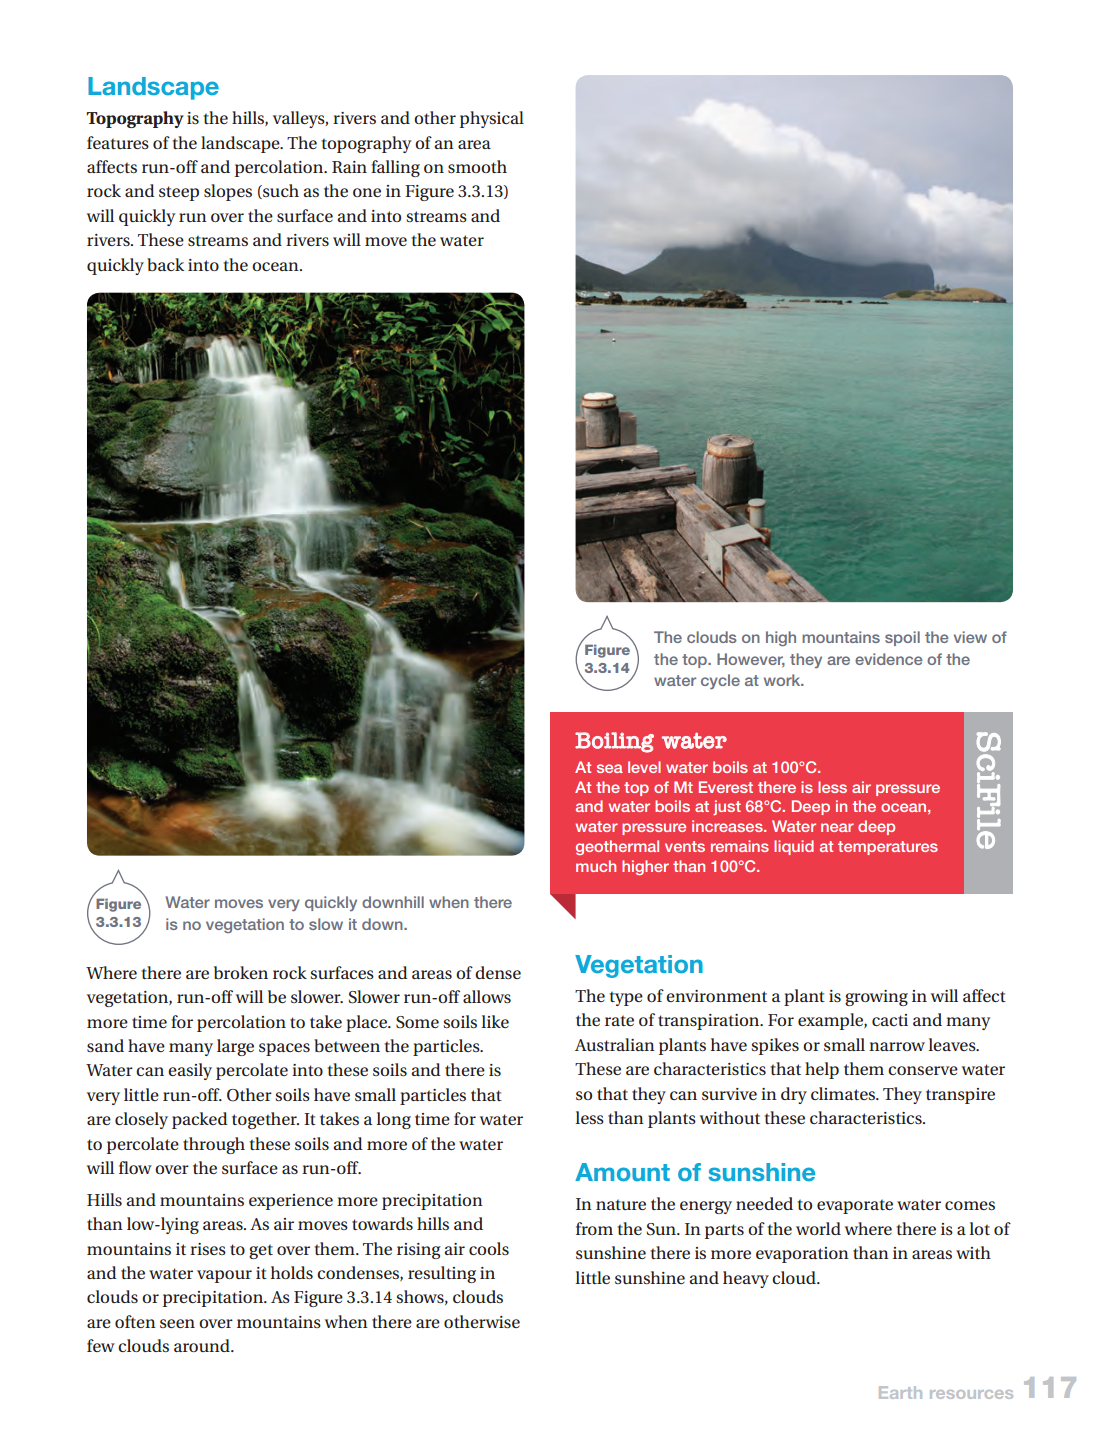 Landscape
Topography is the hills, valleys, rivers and other physical
features of the landscape. The topography of an area
affects run-off and percolation. Rain falling on smooth
rock and steep slopes (such as the one in Figure 3.3.13)
will quickly run over the surface and into streams and
rivers. These streams and rivers will move the water
quickly back into the ocean.
Figure
3.3.13
Water moves very quickly downhill when there
is no vegetation to slow it down.
Where there are broken rock surfaces and areas of dense
vegetation, run-off will be slower. Slower run-off allows
more time for percolation to take place. Some soils like
sand have many large spaces between the particles.
Water can easily percolate into these soils and there is
very little run-off. Other soils have small particles that
are closely packed together. It takes a long time for water
to percolate through these soils and more of the water
will flow over the surface as run-off.
Hills and mountains experience more precipitation
than low-lying areas. As air moves towards hills and
mountains it rises to get over them. The rising air cools
and the water vapour it holds condenses, resulting in
clouds or precipitation. As Figure 3.3.14 shows, clouds
are often seen over mountains when there are otherwise
few clouds around.
Figure
3.3.14
The clouds on high mountains spoil the view of
the top. However, they are evidence of the
water cycle at work.
Boiling water
At sea level water boils at 100°C.
At the top of Mt Everest there is less air pressure
and water boils at just 68°C. Deep in the ocean,
water pressure increases. Water near deep
geothermal vents remains liquid at temperatures
much higher than 100°C.
SciFile
Vegetation
The type of environment a plant is growing in will affect
the rate of transpiration. For example, cacti and many
Australian plants have spikes or small narrow leaves.
These are characteristics that help them conserve water
so that they can survive in dry climates. They transpire
less than plants without these characteristics.
Amount of sunshine
In nature the energy needed to evaporate water comes
from the Sun. In parts of the world where there is a lot of
sunshine there is more evaporation than in areas with
little sunshine and heavy cloud.
Earth resources 117